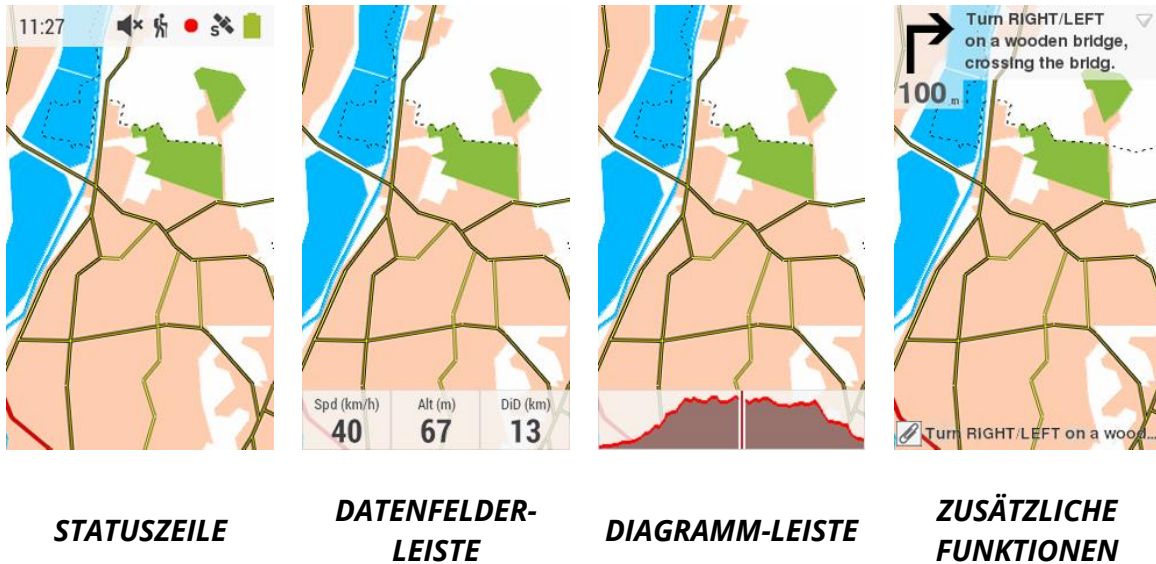 11:27
Spd (km/h)
40
Alt (m)
67
DiD (km)
13
Turn RIGHT/LEFT
on a wooden bridge,
crossing the bridg.
100 m
Turn RIGHT/LEFT on a wood...
STATUSZEILE
DATENFELDER-
LEISTE
DIAGRAMM-LEISTE
ZUSÄTZLICHE
FUNKTIONEN